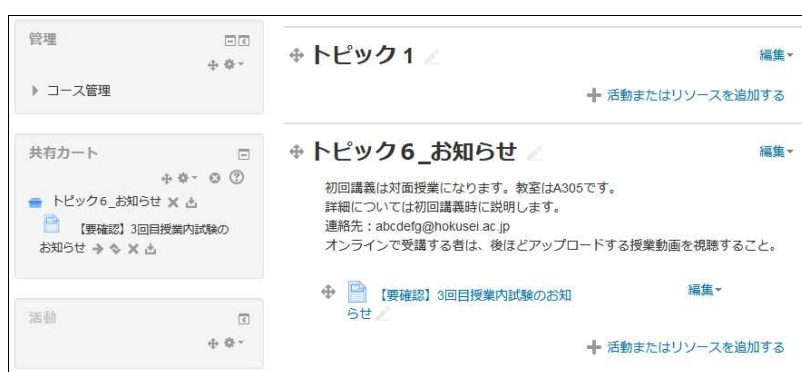 管理
コース管理
共有カート
トピック6_お知らせ
【要確認】3回目授業内試験の
お知らせ
活動
トピック 1
編集
活動またはリソースを追加する
トピック6_お知らせ
編集
初回講義は対面授業になります。教室はA305です。
詳細については初回講義時に説明します。
連絡先：abcdefg@hokusei.ac.jp
オンラインで受講する者は、後ほどアップロードする授業動画を視聴すること。
【要確認】3回目授業内試験のお知
らせ
編集
活動またはリソースを追加する